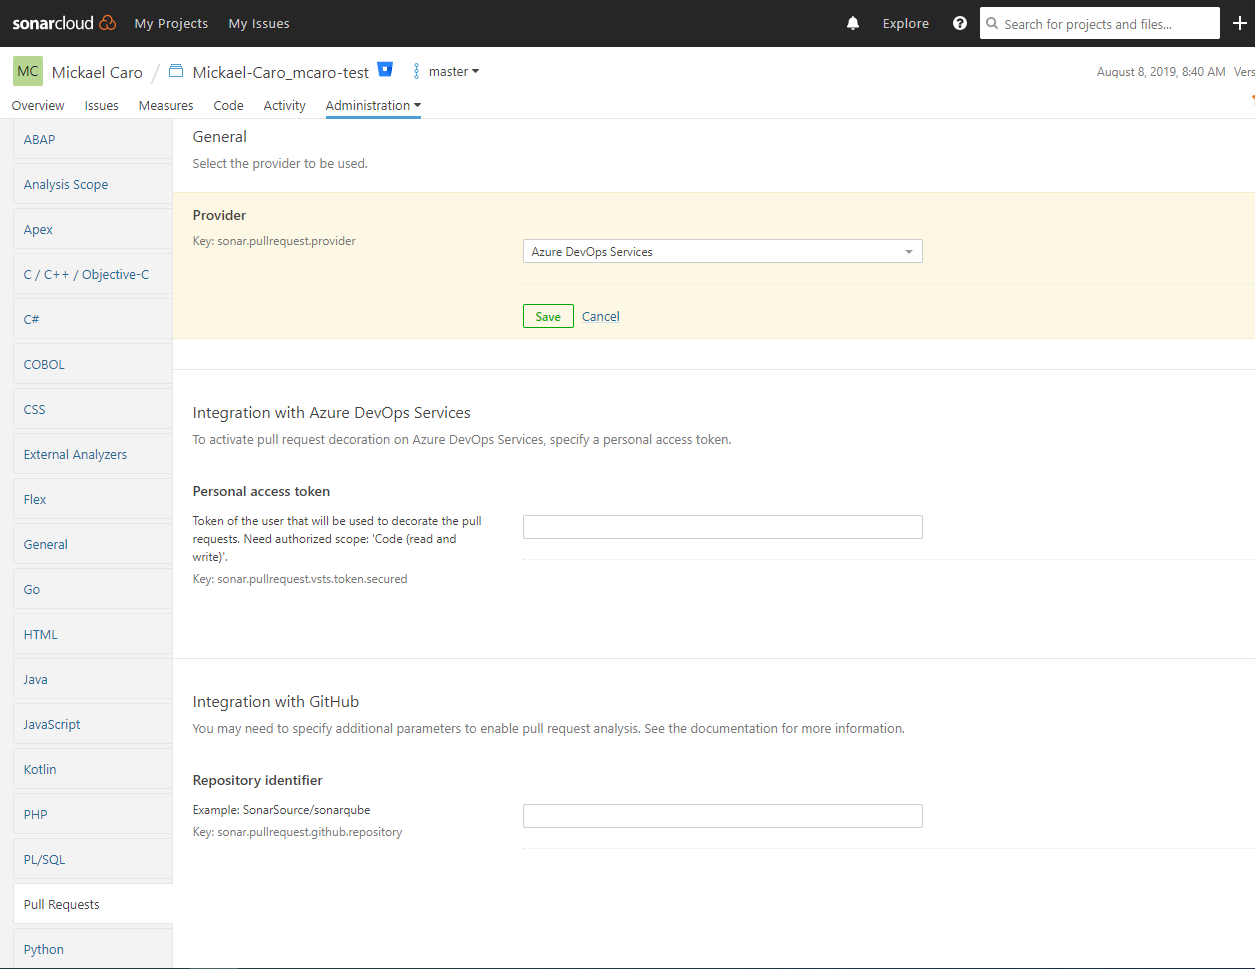 sonarcloud My Projects My Issues Explore Search for projects and files...
MC Mickael Caro / Mickael-Caro_mcaro-test master August 8, 2019, 8:40 AM Vers
Overview Issues Measures Code Activity Administration
ABAP
Analysis Scope
Apex
C / C++ / Objective-C
C#
COBOL
CSS
External Analyzers
Flex
General
Go
HTML
Java
JavaScript
Kotlin
PHP
PL/SQL
Pull Requests
Python
General
Select the provider to be used.
Provider
Key: sonar.pullrequest.provider
Azure DevOps Services
Save Cancel
Integration with Azure DevOps Services
To activate pull request decoration on Azure DevOps Services, specify a personal access token.
Personal access token
Token of the user that will be used to decorate the pull
requests. Need authorized scope: 'Code (read and
write)'.
Key: sonar.pullrequest.vsts.token.secured
Integration with GitHub
You may need to specify additional parameters to enable pull request analysis. See the documentation for more information.
Repository identifier
Example: SonarSource/sonarqube
Key: sonar.pullrequest.github.repository